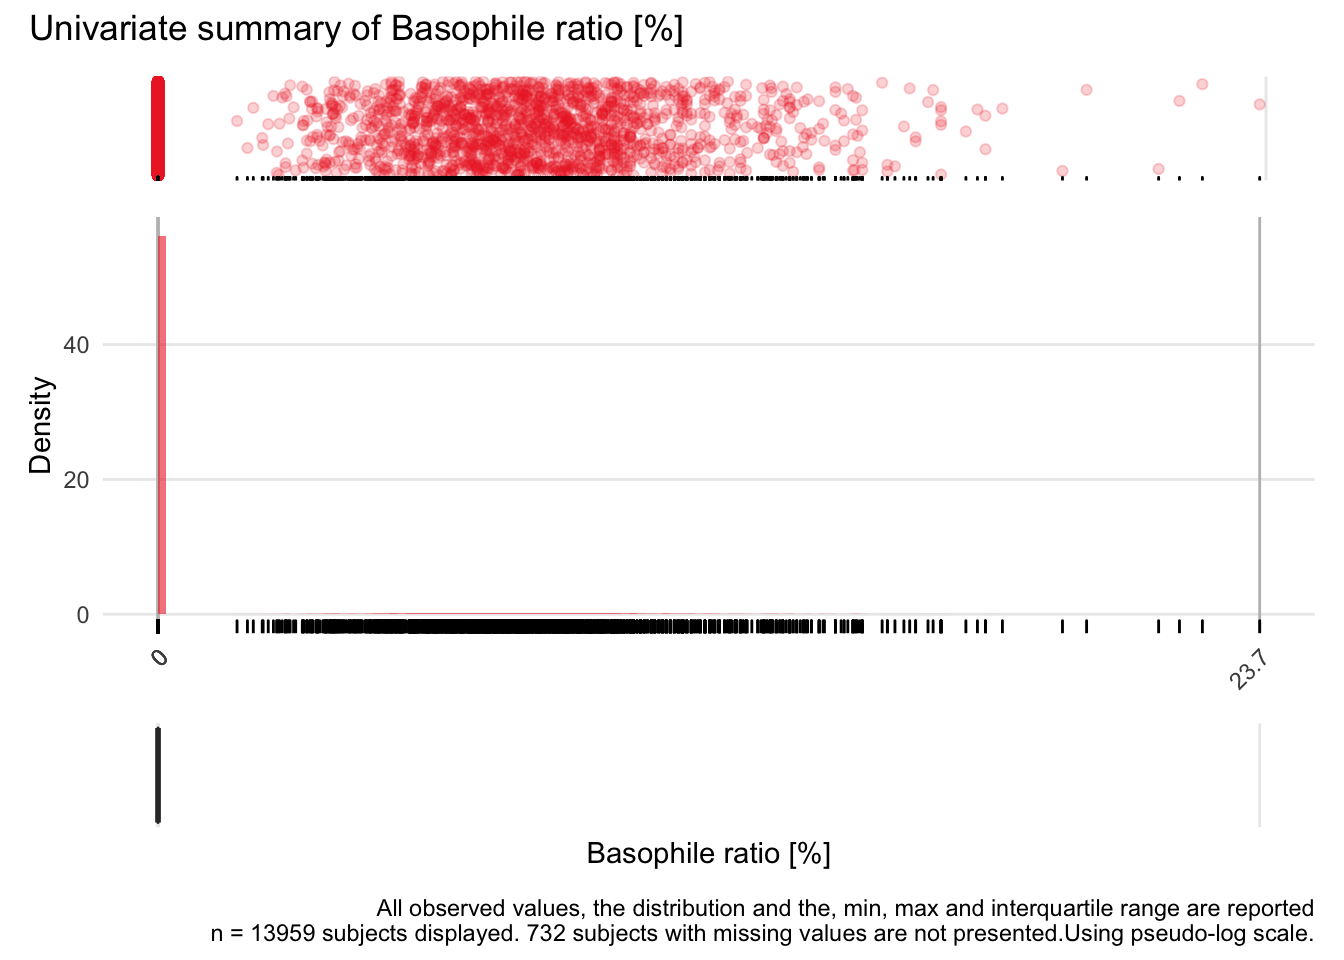 Univariate summary of Basophile ratio [%]
Density
40
20
0
0
23.7
Basophile ratio [%]
All observed values, the distribution and the, min, max and interquartile range are reported
n = 13959 subjects displayed. 732 subjects with missing values are not presented.Using pseudo-log scale.